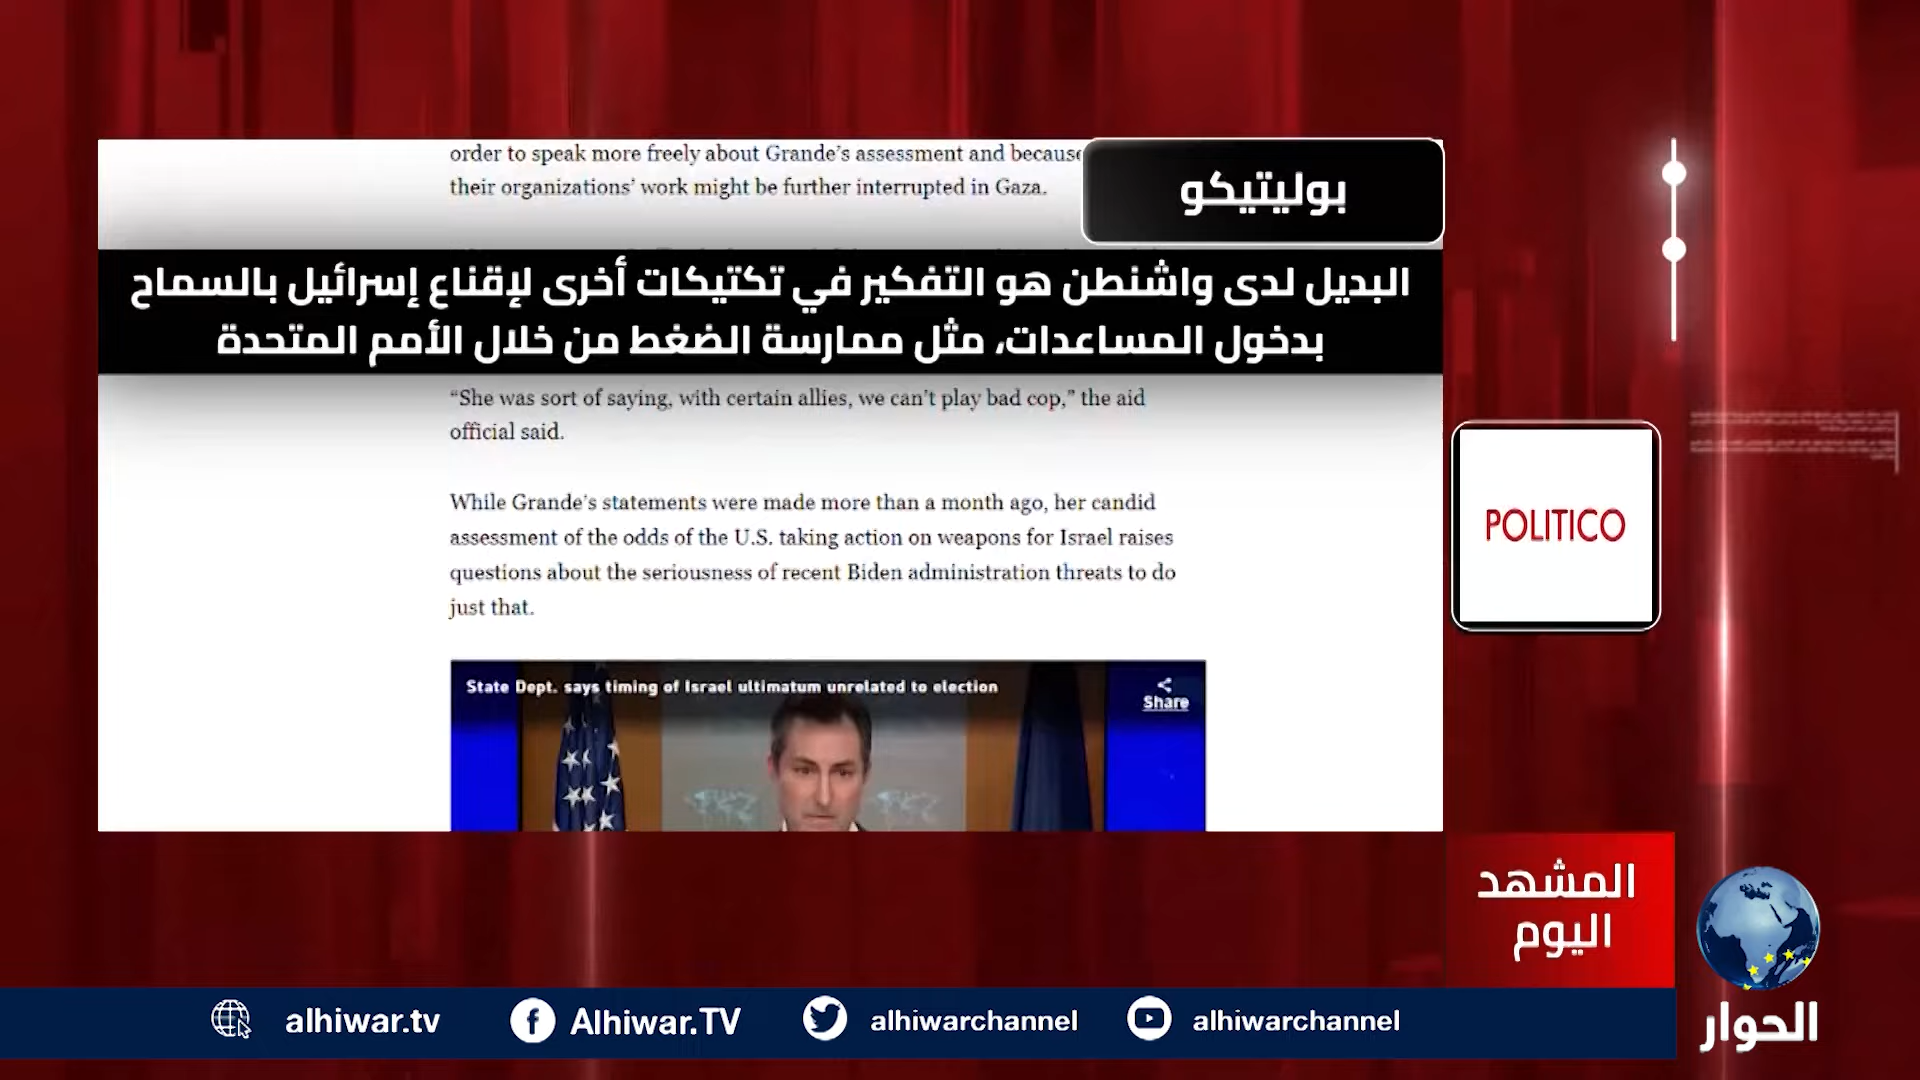 order to speak more freely about Grande's assessment and because
their organizations' work might be further interrupted in Gaza.
بوليتيكو
البديل لدى واشنطن هو التفكير في تكتيكات أخرى لإقناع إسرائيل بالسماح
بدخول المساعدات، مثل ممارسة الضغط من خلال الأمم المتحدة
“She was sort of saying, with certain allies, we can't play bad cop,” the aid
official said.
While Grande's statements were made more than a month ago, her candid
assessment of the odds of the U.S. taking action on weapons for Israel raises
questions about the seriousness of recent Biden administration threats to do
just that.
POLITICO
State Dept. says timing of Israel ultimatum unrelated to election
Share
المشهد
اليوم
الحوار
alhiwar.tv
Alhiwar.TV
alhiwarchannel
alhiwarchannel